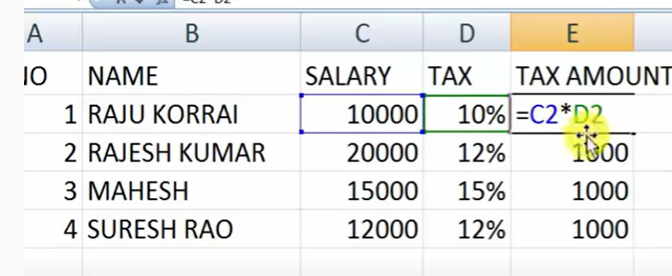 =C2*D2
A B C D E
NO NAME SALARY TAX TAX AMOUNT
1 RAJU KORRAI 10000 10% =C2*D2
2 RAJESH KUMAR 20000 12% 1000
3 MAHESH 15000 15% 1000
4 SURESH RAO 12000 12% 1000